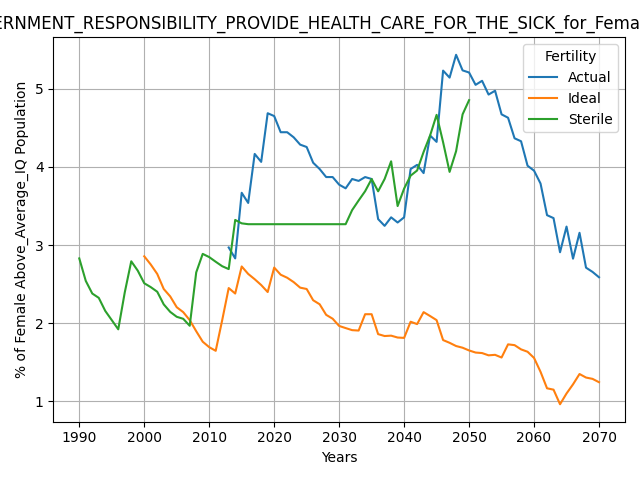 ERNMENT_RESPONSIBILITY_PROVIDE_HEALTH_CARE_FOR_THE_SICK_for_Fema
Fertility
Actual
Ideal
Sterile
% of Female Above_Average_IQ Population
5
4
3
2
1
1990 2000 2010 2020 2030 2040 2050 2060 2070
Years